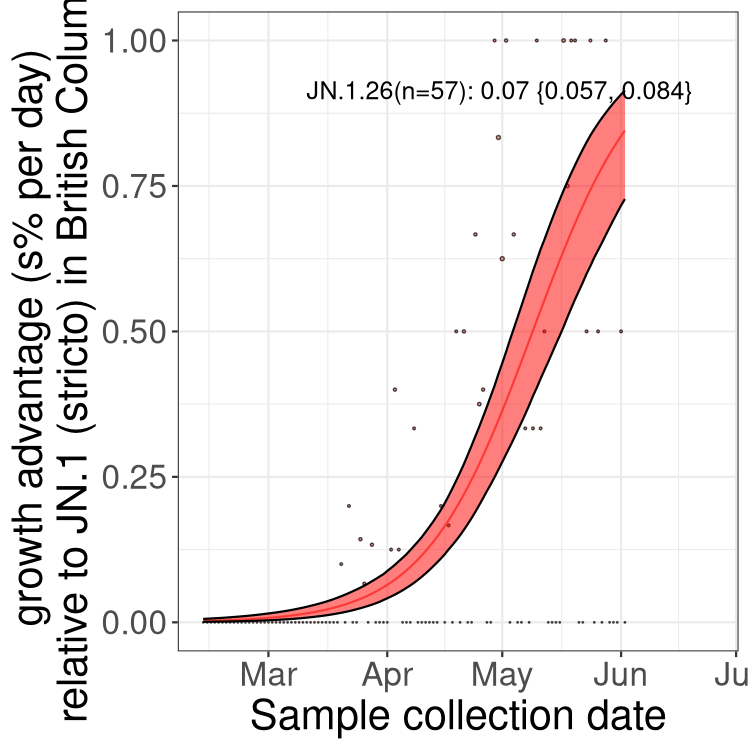 growth advantage (s% per day)
relative to JN.1 (stricto) in British Colum
1.00
0.75
0.50
0.25
0.00
JN.1.26(n=57): 0.07 {0.057, 0.084}
Mar Apr May Jun Ju
Sample collection date